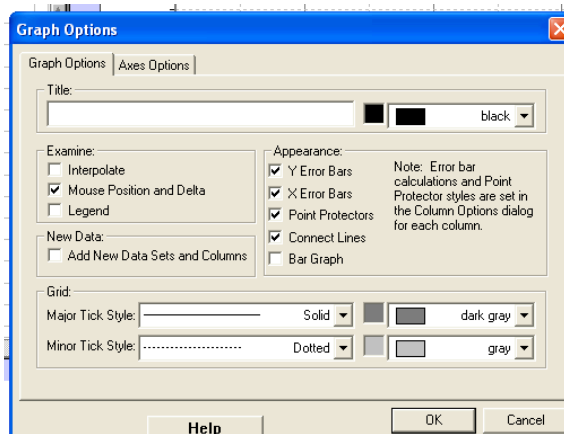 Graph Options
Graph Options
Axes Options
Title:
black
Examine:
Interpolate
Mouse Position and Delta
Legend
New Data:
Add New Data Sets and Columns
Appearance:
Y Error Bars
X Error Bars
Point Protectors
Connect Lines
Bar Graph
Note: Error bar
calculations and Point
Protector styles are set in
the Column Options dialog
for each column.
Grid:
Major Tick Style:
Solid
dark gray
Minor Tick Style:
Dotted
gray
Help
OK
Cancel